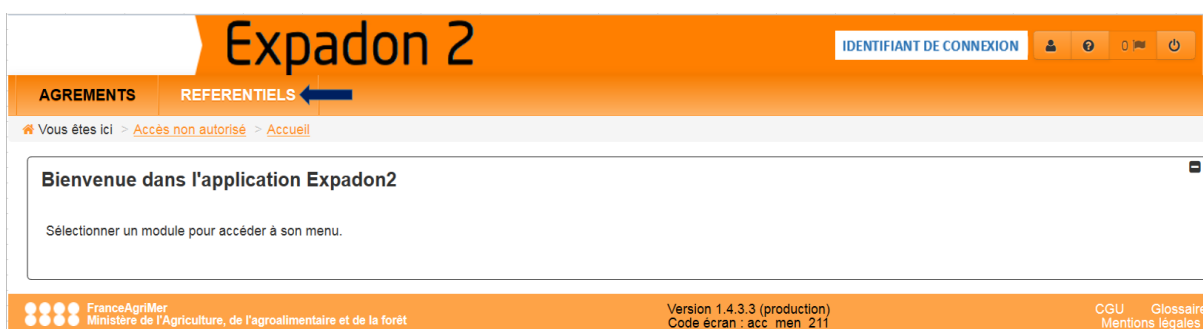 Expadon 2
IDENTIFIANT DE CONNEXION 0
AGREMENTS REFERENTIELS
Vous êtes ici > Accès non autorisé > Accueil
Bienvenue dans l'application Expadon2
Sélectionner un module pour accéder à son menu.
FranceAgriMer
Ministère de l'Agriculture, de l'agroalimentaire et de la forêt
Version 1.4.3.3 (production)
Code écran : acc_men_211
CGU Glossaire
Mentions légales